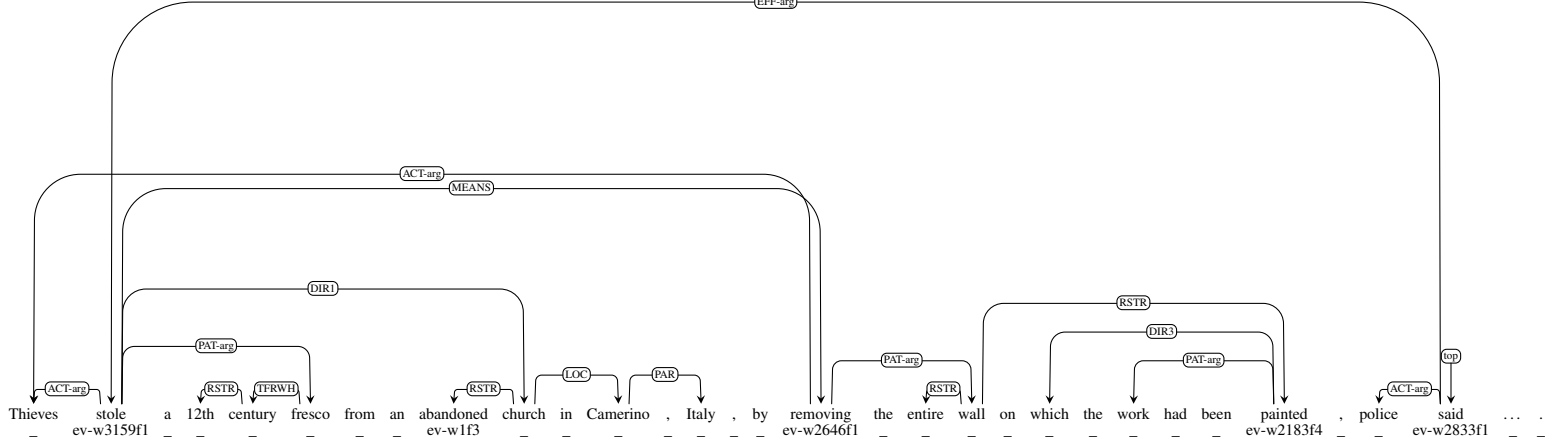 EFF-arg
ACT-arg
MEANS
DIR1
RSTR
DIR3
PAT-arg PAT-arg PAT-arg top
LOC PAR
ACT-arg RSTR TFRWH RSTR RSTR ACT-arg
Thieves stole a 12th century fresco from an abandoned church in Camerino , Italy , by removing the entire wall on which the work had been painted , police said … .
_ ev-w3159f1 _ _ _ _ _ _ ev-w1f3 _ _ _ _ _ _ _ ev-w2646f1 _ _ _ _ _ _ _ _ _ ev-w2183f4 _ _ ev-w2833f1 _ _